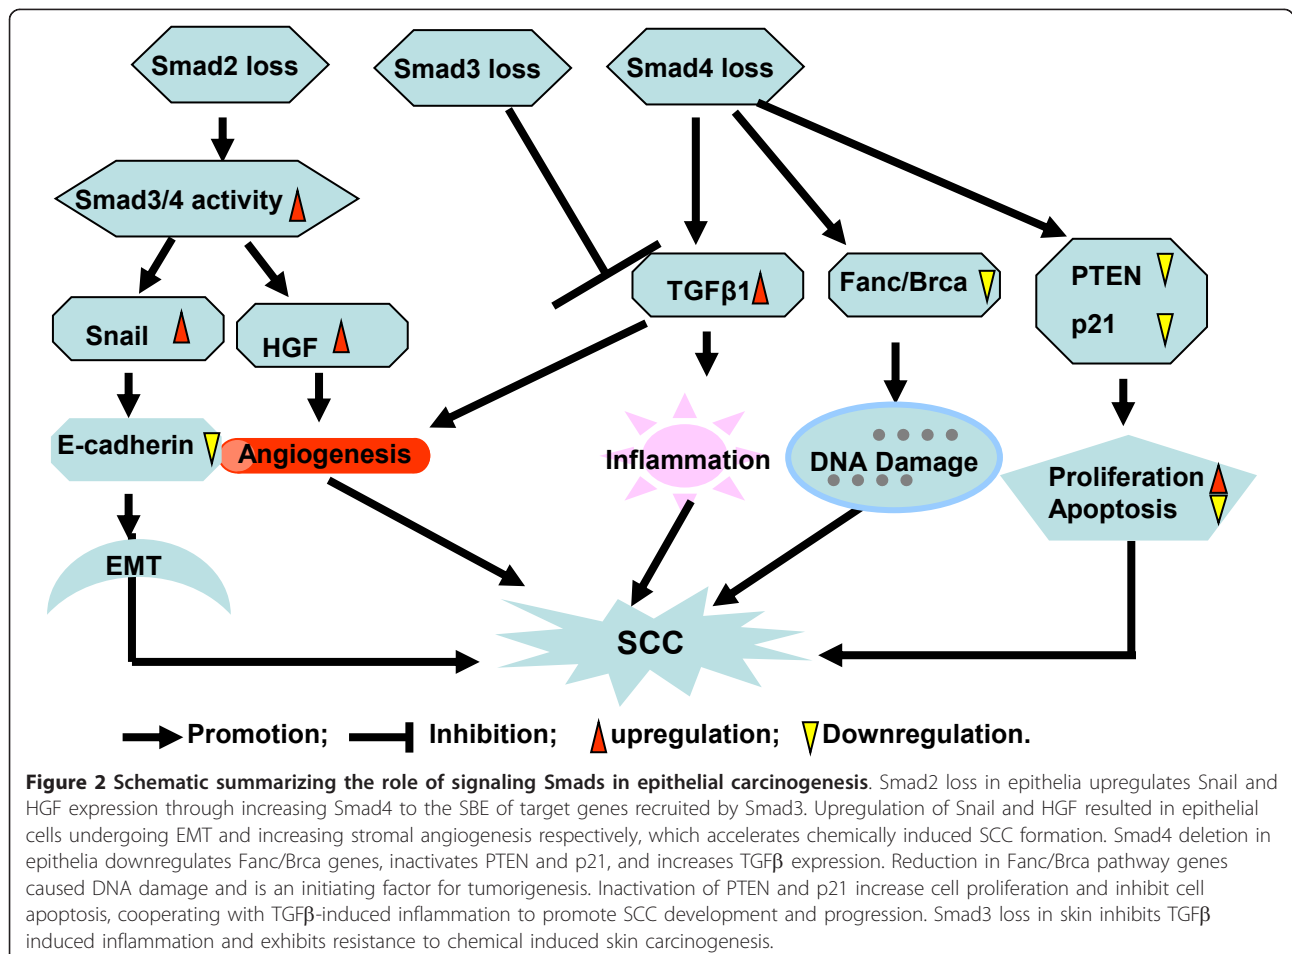 Smad2 loss
Smad3 loss
Smad4 loss
Smad3/4 activity
Snail
HGF
TGFβ1
Fanc/Brca
PTEN
p21
E-cadherin
Angiogenesis
Inflammation
DNA Damage
Proliferation
Apoptosis
EMT
SCC
Promotion; Inhibition; upregulation; Downregulation.
Figure 2 Schematic summarizing the role of signaling Smads in epithelial carcinogenesis. Smad2 loss in epithelia upregulates Snail and
HGF expression through increasing Smad4 to the SBE of target genes recruited by Smad3. Upregulation of Snail and HGF resulted in epithelial
cells undergoing EMT and increasing stromal angiogenesis respectively, which accelerates chemically induced SCC formation. Smad4 deletion in
epithelia downregulates Fanc/Brca genes, inactivates PTEN and p21, and increases TGFβ expression. Reduction in Fanc/Brca pathway genes
caused DNA damage and is an initiating factor for tumorigenesis. Inactivation of PTEN and p21 increase cell proliferation and inhibit cell
apoptosis, cooperating with TGFβ-induced inflammation to promote SCC development and progression. Smad3 loss in skin inhibits TGFβ
induced inflammation and exhibits resistance to chemical induced skin carcinogenesis.